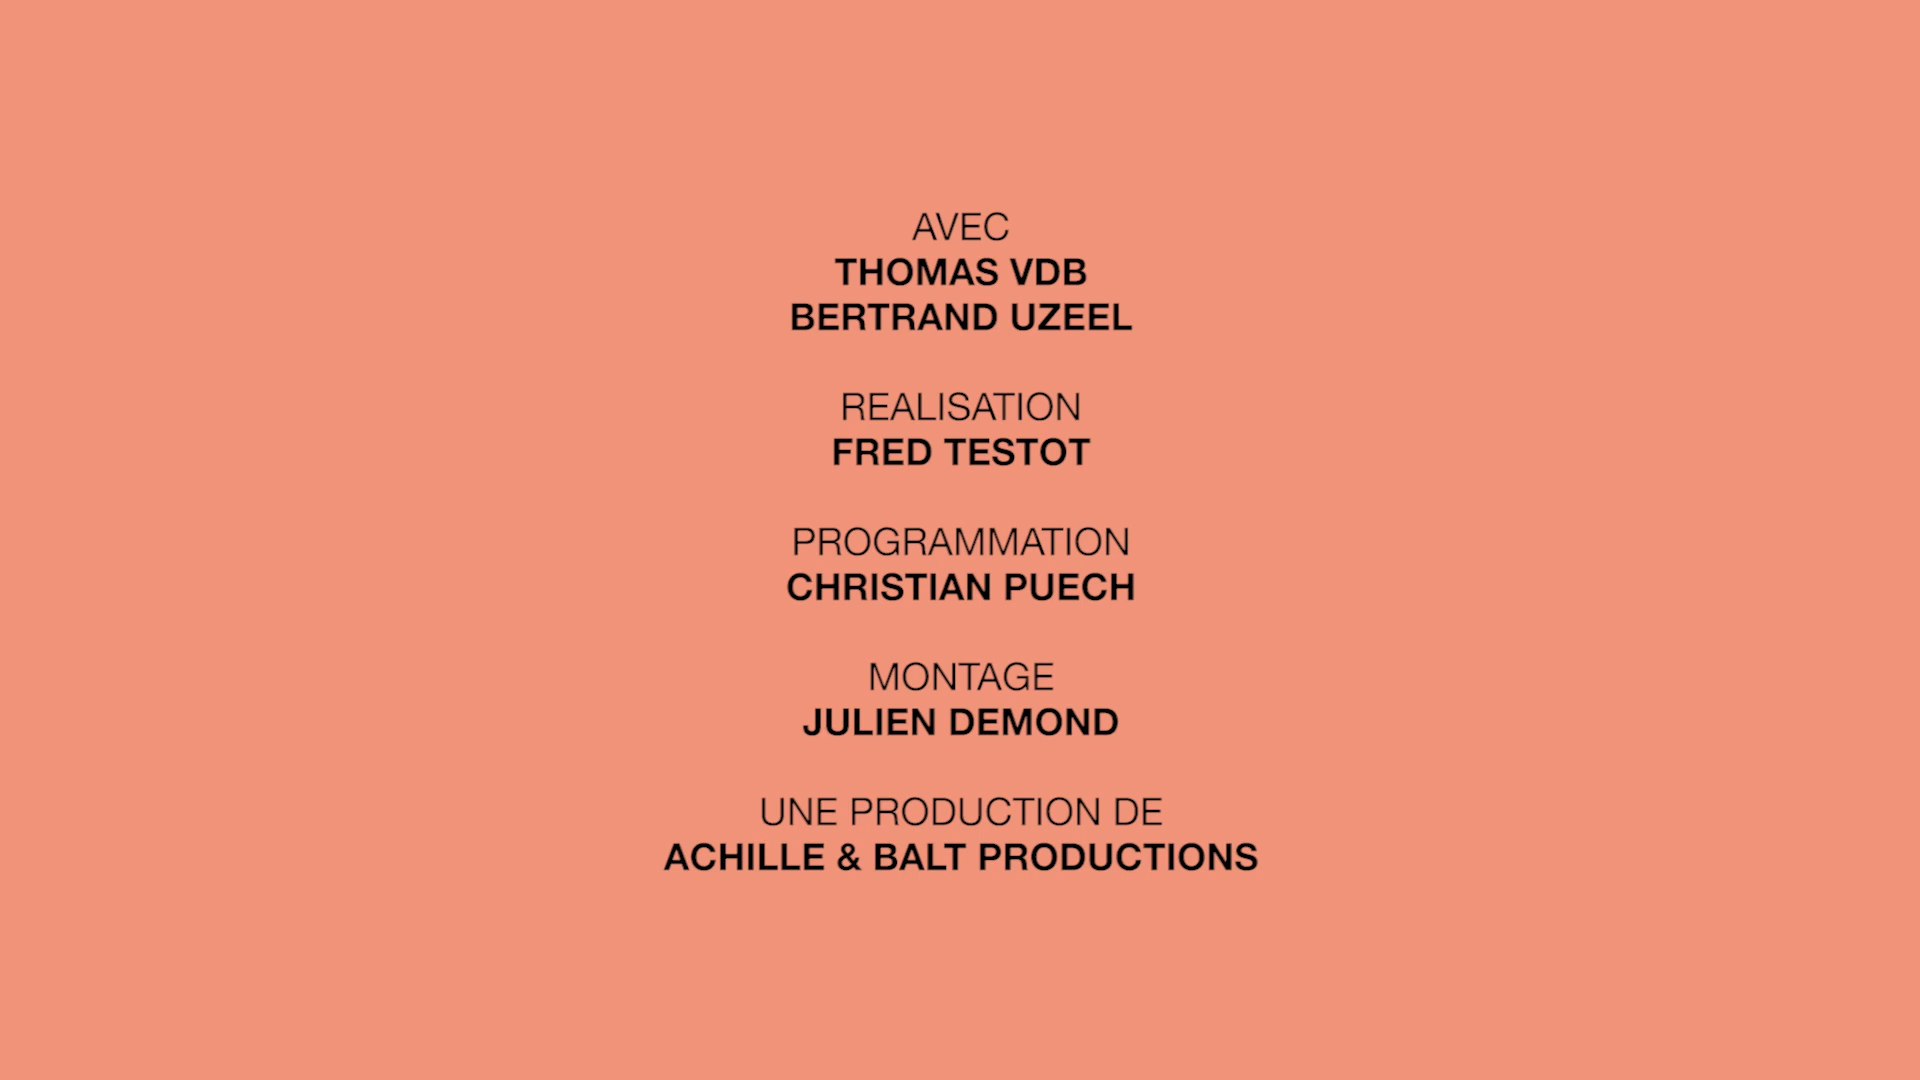 AVEC
THOMAS VDB
BERTRAND UZEEL
REALISATION
FRED TESTOT
PROGRAMMATION
CHRISTIAN PUECH
MONTAGE
JULIEN DEMOND
UNE PRODUCTION DE
ACHILLE & BALT PRODUCTIONS